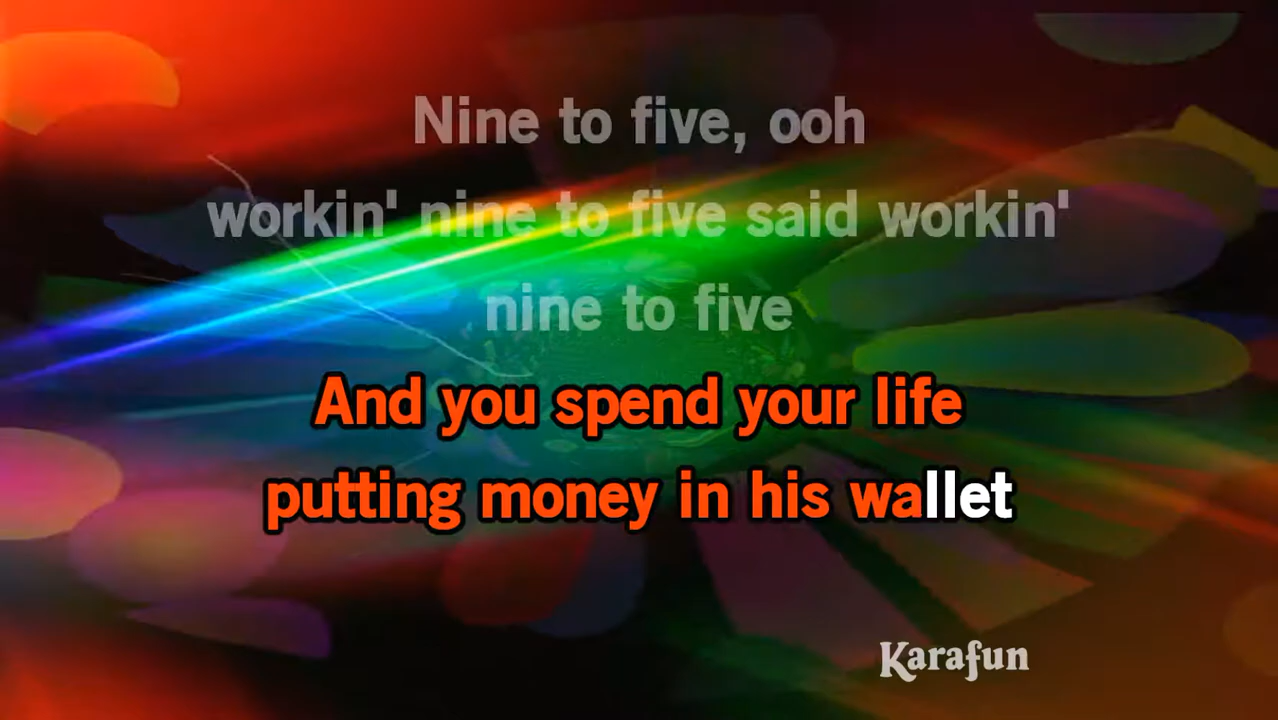 Nine to five, ooh
workin' nine to five said workin'
nine to five
And you spend your life
putting money in his wallet
Karafun